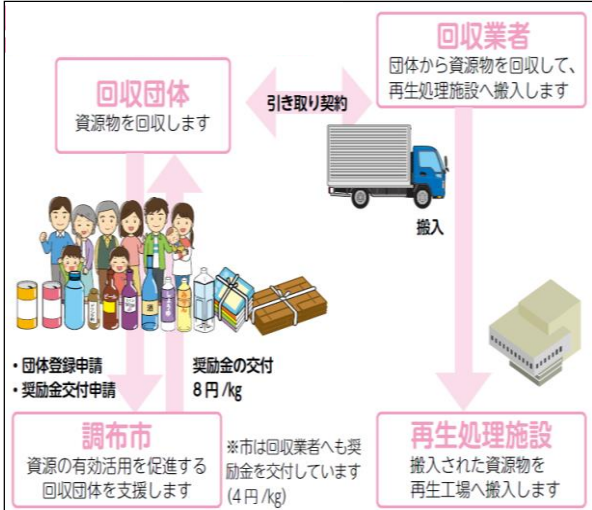 回収業者
団体から資源物を回収して、
再生処理施設へ搬入します
回収団体
資源物を回収します
引き取り契約
搬入
酒
・団体登録申請
・奨励金交付申請
奨励金の交付
8円/kg
調布市
資源の有効活用を促進する
回収団体を支援します
※市は回収業者へも奨
励金を交付しています
(4円/kg)
再生処理施設
搬入された資源物を
再生工場へ搬入します